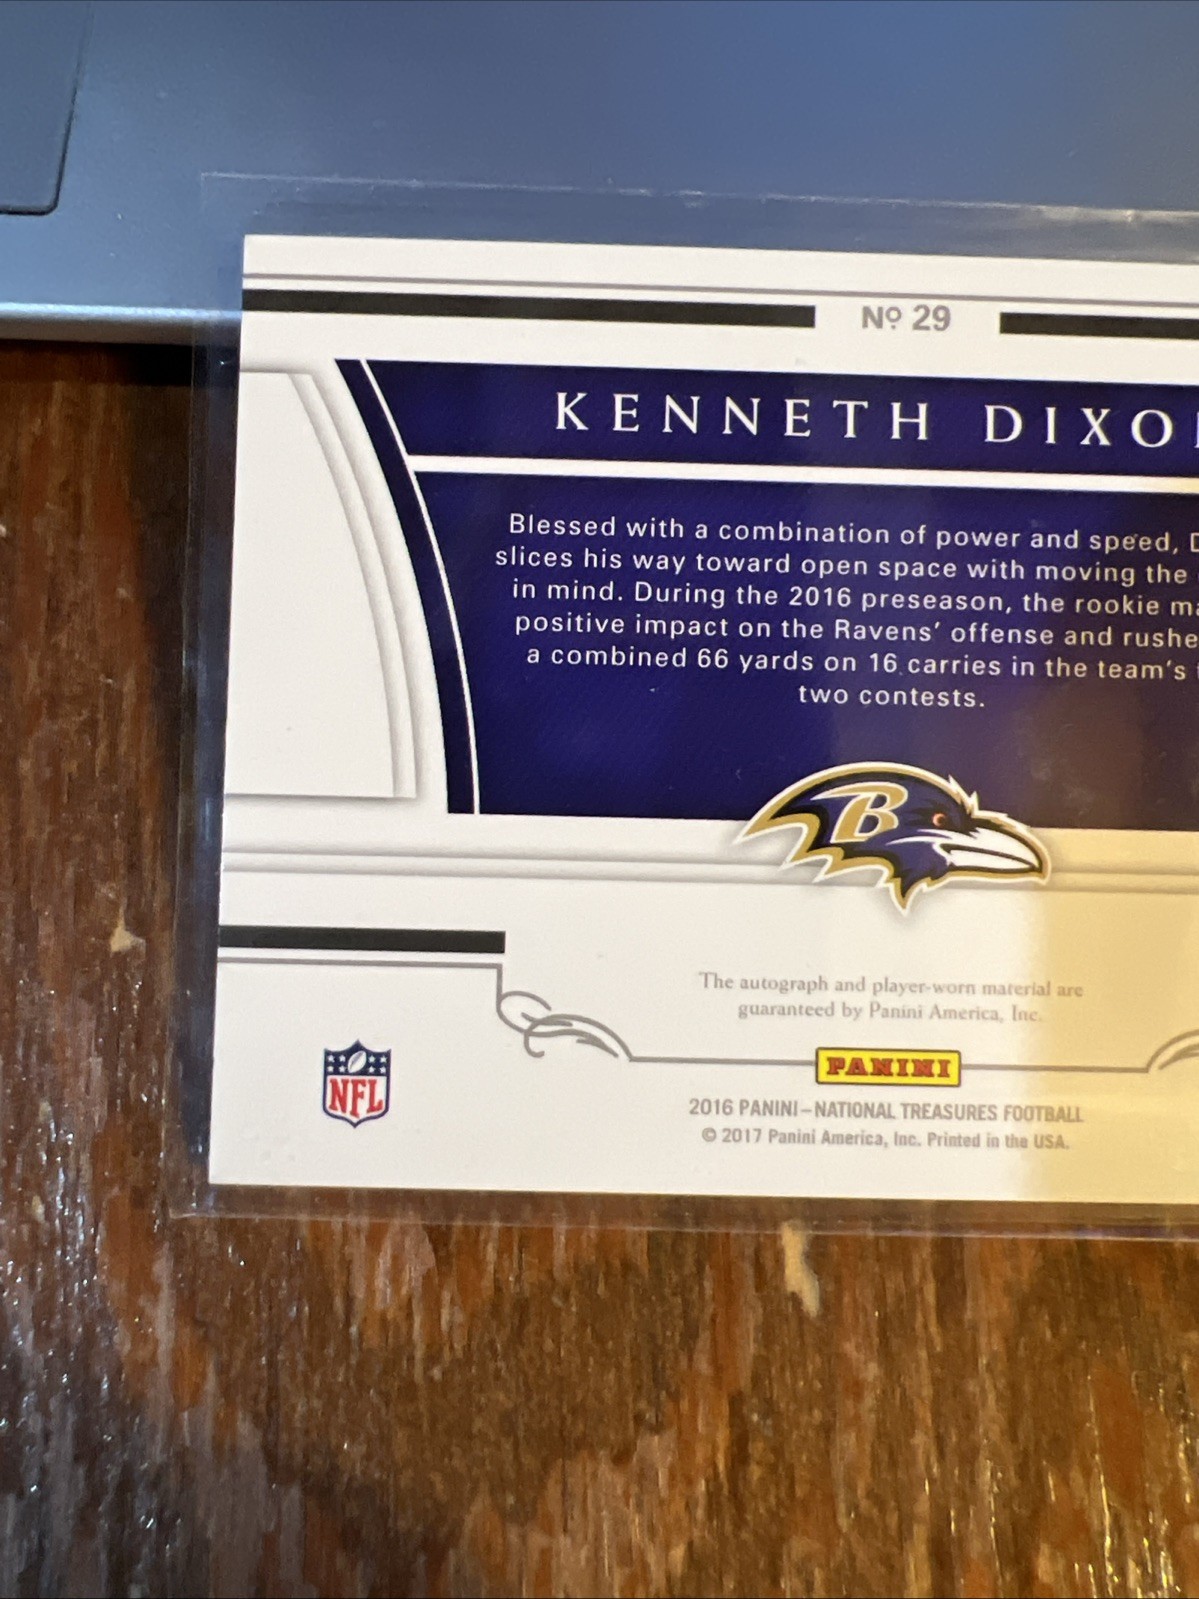 Nº 29
KENNETH DIXO
Blessed with a combination of power and speed,
slices his way toward open space with moving the
in mind. During the 2016 preseason, the rookie
positive impact on the Ravens' offense and
a combined 66 yards on 16 carries in the team's
two contests.
B
The autograph and player-worn material are
guaranteed by Panini America, Inc.
NFL
PANINI
2016 PANINI–NATIONAL TREASURES FOOTBALL
© 2017 Panini America, Inc. Printed in the USA.